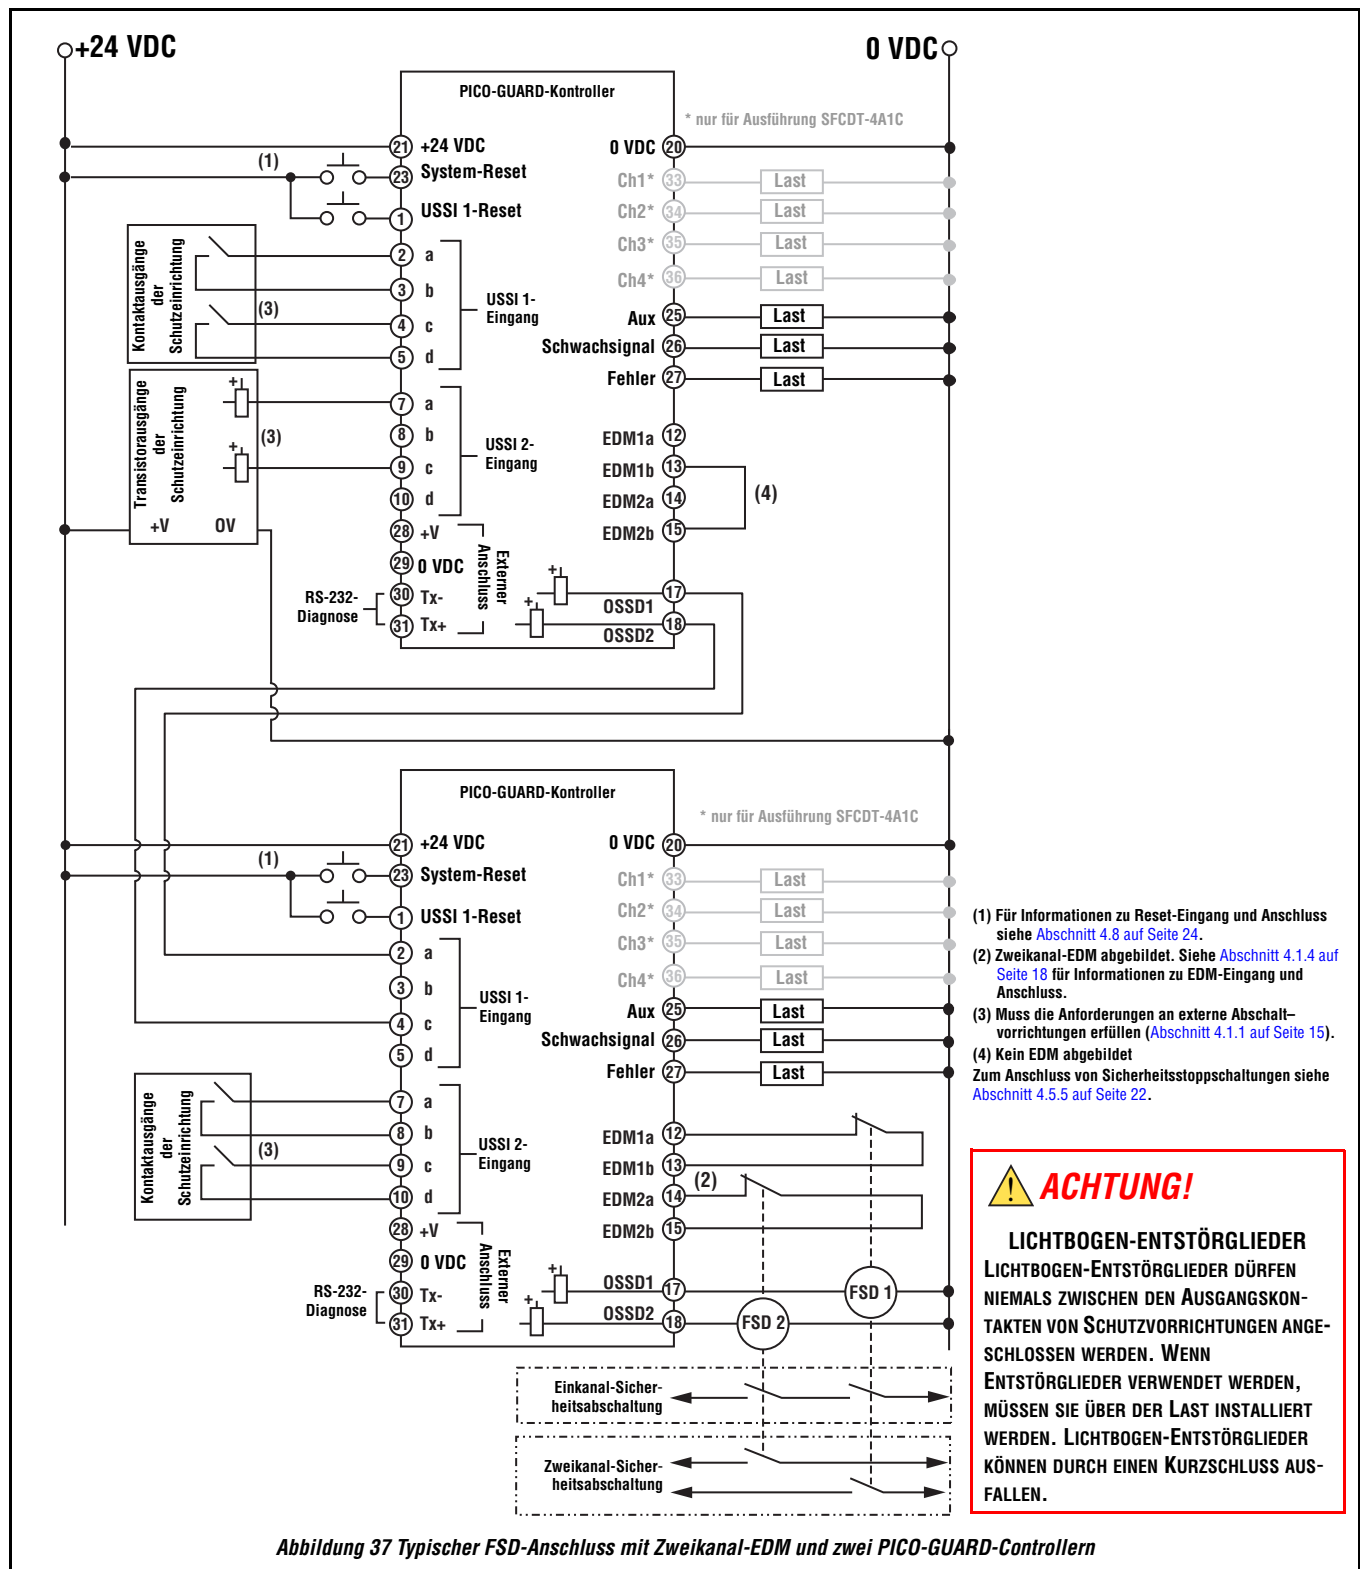 +24 VDC
0 VDC
PICO-GUARD-Kontroller
* nur für Ausführung SFCDT-4A1C
21 +24 VDC
(1)
23 System-Reset
1 USSI 1-Reset
Kontaktausgänge
der
Schutzeinrichtung
(3)
2 a
3 b
4 c
5 d
USSI 1-
Eingang
Transistorausgänge
der
Schutzeinrichtung
+
+
(3)
+V 0V
7 a
8 b
9 c
10 d
USSI 2-
Eingang
28 +V
29 0 VDC
30 Tx-
31 Tx+
Externer
Anschluss
RS-232-
Diagnose
0 VDC 20
Ch1* 33 Last
Ch2* 34 Last
Ch3* 35 Last
Ch4* 36 Last
Aux 25 Last
Schwachsignal 26 Last
Fehler 27 Last
EDM1a 12
EDM1b 13
EDM2a 14
EDM2b 15
(4)
+
17
OSSD1
+
18
OSSD2
PICO-GUARD-Kontroller
* nur für Ausführung SFCDT-4A1C
21 +24 VDC
(1)
23 System-Reset
1 USSI 1-Reset
2 a
3 b
4 c
5 d
USSI 1-
Eingang
Kontaktausgänge
der
Schutzeinrichtung
(3)
7 a
8 b
9 c
10 d
USSI 2-
Eingang
28 +V
29 0 VDC
30 Tx-
31 Tx+
Externer
Anschluss
RS-232-
Diagnose
0 VDC 20
Ch1* 33 Last
Ch2* 34 Last
Ch3* 35 Last
Ch4* 36 Last
Aux 25 Last
Schwachsignal 26 Last
Fehler 27 Last
EDM1a 12
EDM1b 13
EDM2a 14
EDM2b 15
(2)
+
OSSD1 17
FSD 1
+
OSSD2 18
FSD 2
Einkanal-Sicher-
heitsabschaltung
Zweikanal-Sicher-
heitsabschaltung
(1) Für Informationen zu Reset-Eingang und Anschluss
siehe Abschnitt 4.8 auf Seite 24.
(2) Zweikanal-EDM abgebildet. Siehe Abschnitt 4.1.4 auf
Seite 18 für Informationen zu EDM-Eingang und
Anschluss.
(3) Muss die Anforderungen an externe Abschalt–
vorrichtungen erfüllen (Abschnitt 4.1.1 auf Seite 15).
(4) Kein EDM abgebildet
Zum Anschluss von Sicherheitsstoppschaltungen siehe
Abschnitt 4.5.5 auf Seite 22.
ACHTUNG!
LICHTBOGEN-ENTSTÖRGLIEDER
LICHTBOGEN-ENTSTÖRGLIEDER DÜRFEN
NIEMALS ZWISCHEN DEN AUSGANGSKON-
TAKTEN VON SCHUTZVORRICHTUNGEN ANGE-
SCHLOSSEN WERDEN. WENN
ENTSTÖRGLIEDER VERWENDET WERDEN,
MÜSSEN SIE ÜBER DER LAST INSTALLIERT
WERDEN. LICHTBOGEN-ENTSTÖRGLIEDER
KÖNNEN DURCH EINEN KURZSCHLUSS AUS-
FALLEN.
Abbildung 37 Typischer FSD-Anschluss mit Zweikanal-EDM und zwei PICO-GUARD-Controllern